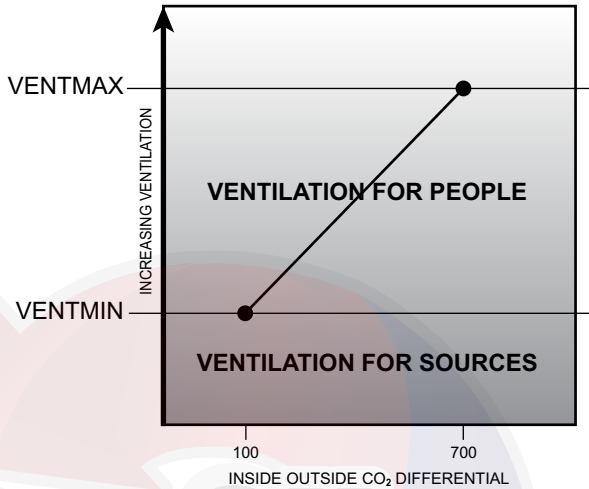 VENTMAX
INCREASING VENTILATION
VENTILATION FOR PEOPLE
VENTMIN
VENTILATION FOR SOURCES
100 700
INSIDE OUTSIDE CO₂ DIFFERENTIAL